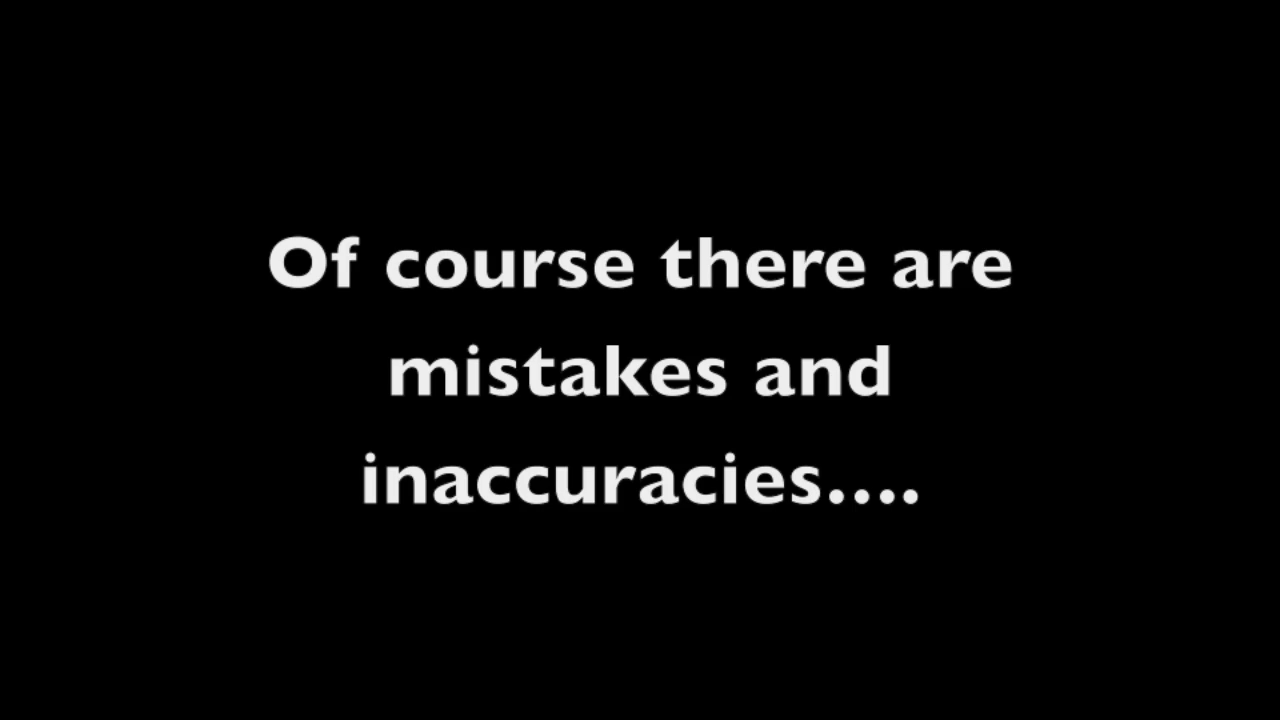 Of course there are
mistakes and
inaccuracies....